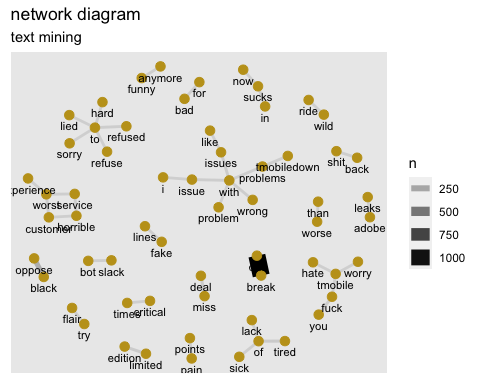 network diagram
text mining
anymore
funny
now
for
sucks
bad
in
hard
ride
lied
to
refused
like
wild
sorry
refuse
issues
shit
back
tmobiledown
problems
i
issue
with
n
xperience
250
worst
service
wrong
leaks
problem
than
500
customer
horrible
worse
adobe
lines
750
fake
1000
oppose
bot
slack
hate
worry
black
deal
break
tmobile
miss
times
critical
fuck
flair
you
try
lack
points
of
tired
edition
limited
sick
pain